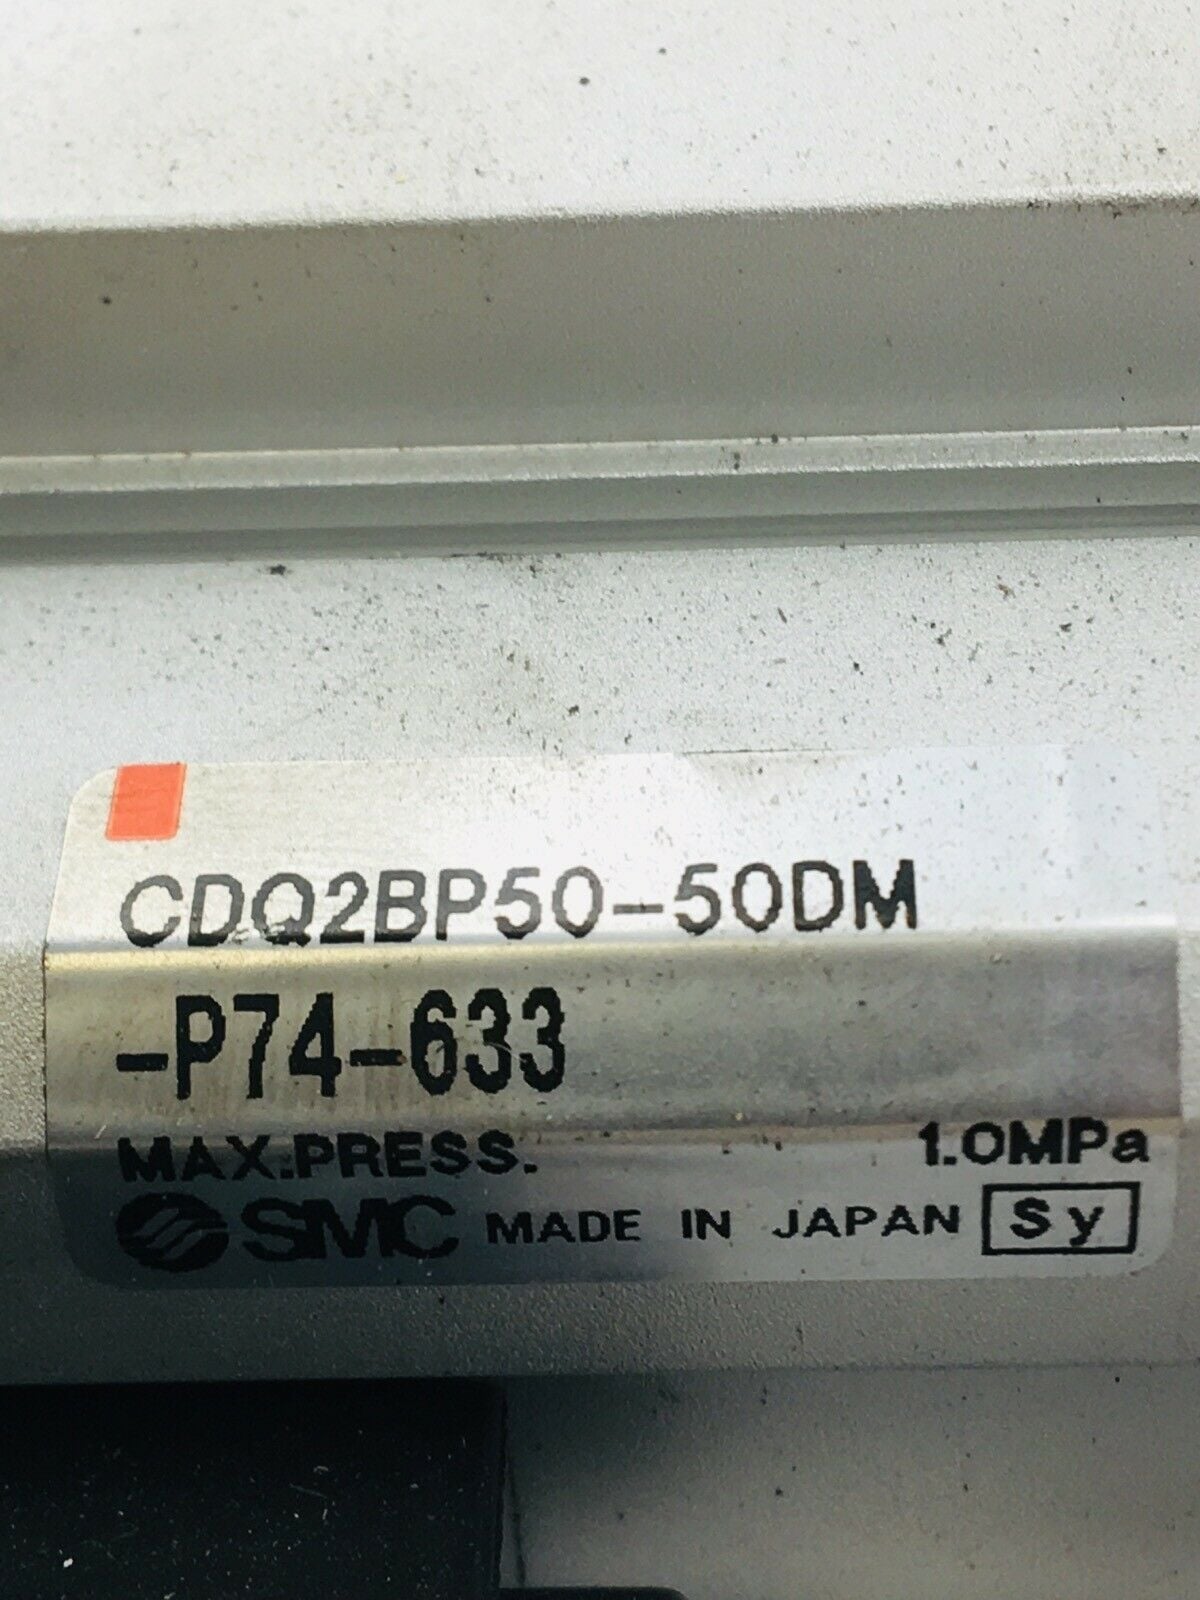 CDQ2BP50-50DM
-P74-633
MAX.PRESS. 1.0MPa
SMC MADE IN JAPAN Sy